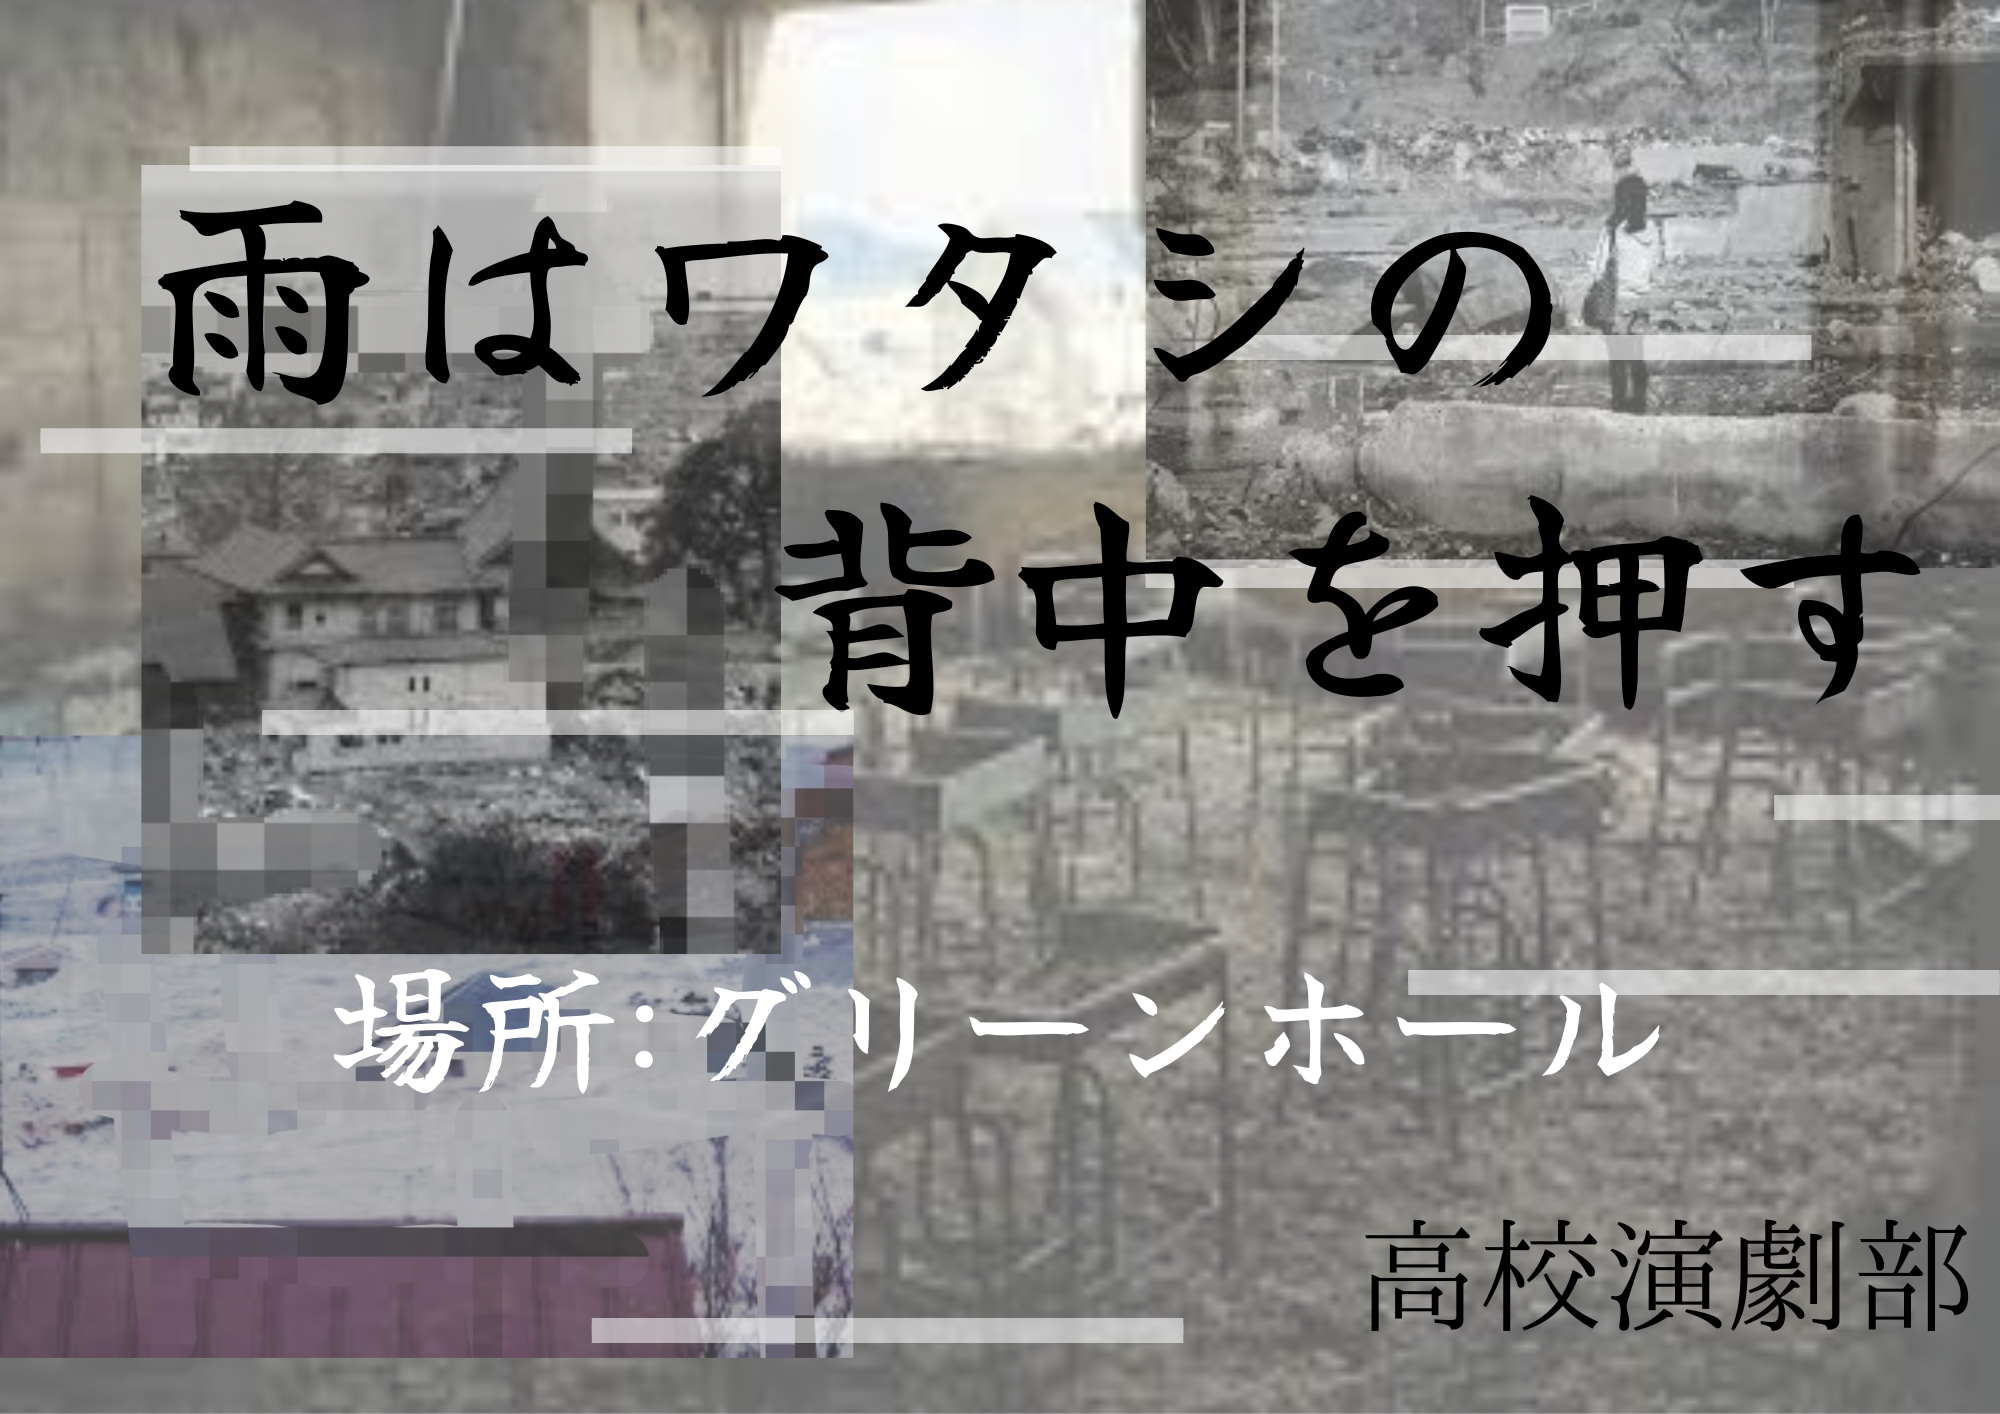 雨はワタシの
背中を押す
場所:グリーンホール
高校演劇部